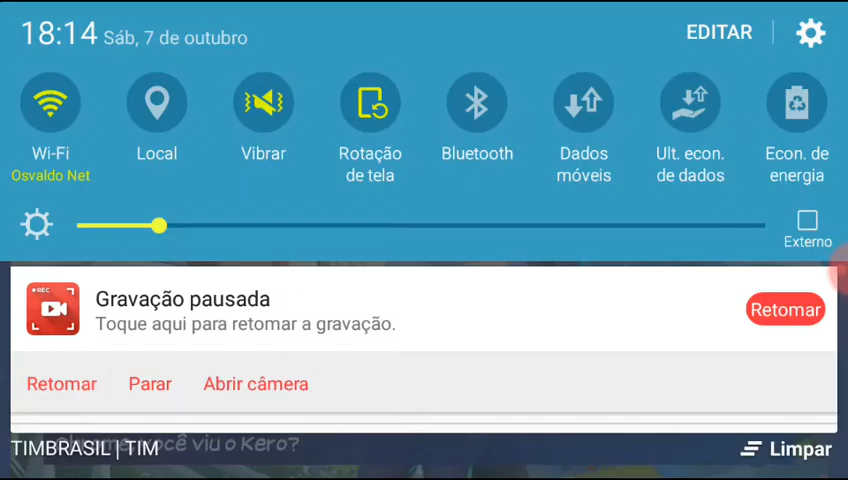 18:14 Sáb, 7 de outubro EDITAR
Wi-Fi Local Vibrar Rotação de tela Bluetooth Dados móveis Ult. econ. de dados Econ. de energia
Osvaldo Net
Externo
REC
Gravação pausada
Toque aqui para retomar a gravação.
Retomar
Retomar Parar Abrir câmera
você viu o Kero?
TIMBRASIL | TIM Limpar